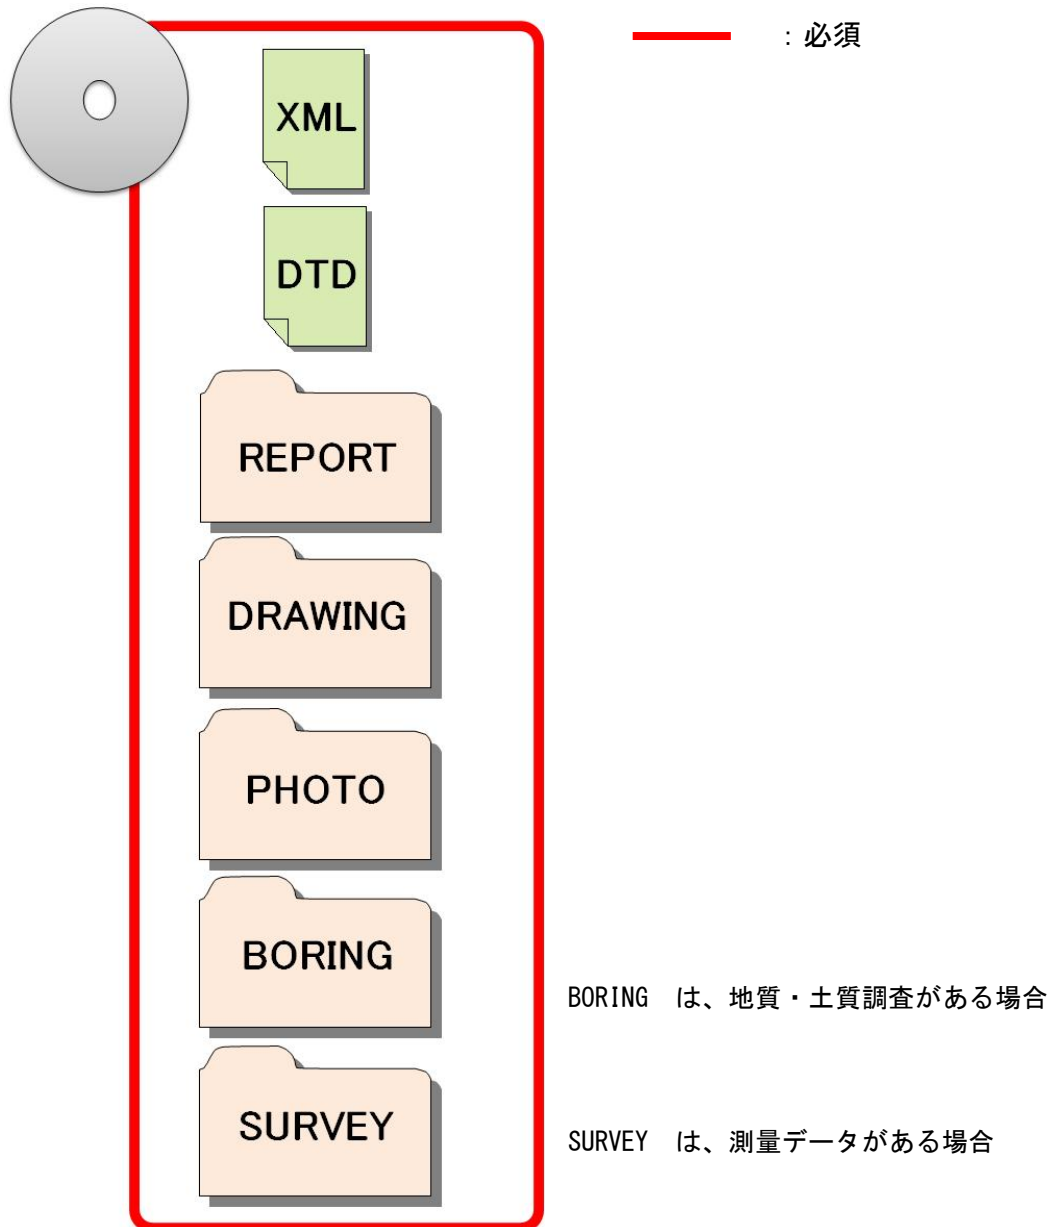 ：必須
XML
DTD
REPORT
DRAWING
PHOTO
BORING
BORING　は、地質・土質調査がある場合
SURVEY
SURVEY　は、測量データがある場合